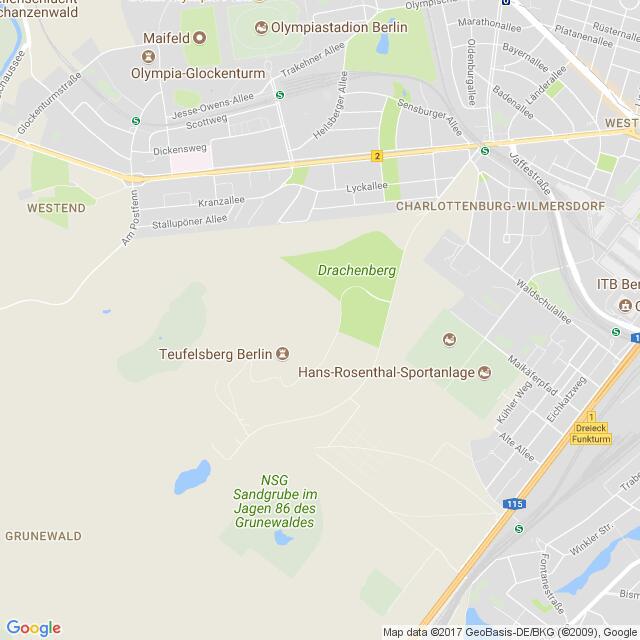 chanzenwald
Maifeld
Olympiastadion Berlin
Marathonallee
Platanenallee
Rüsternallee
Olympia-Glockenturm
Trakehner Allee
Oldenburgallee
Bayernallee
Länderallee
Badenallee
Glockenturmstraße
Jesse-Owens-Allee
Scottweg
Heilsberger Allee
Sensburger Allee
WEST
Dickensweg
2
Jaffestraße
Lyckallee
Kranzallee
WESTEND
Am Postfenn
Stallupöner Allee
CHARLOTTENBURG-WILMERSDORF
Drachenberg
Waldschulallee
ITB Ber
Teufelsberg Berlin
Hans-Rosenthal-Sportanlage
Maikäferpfad
Kühler Weg
Eichkatzweg
1
Dreieck
Funkturm
Alte Allee
NSG
Sandgrube im
Jagen 86 des
Grunewaldes
115
GRUNEWALD
Winkler Str.
Trabe
Fontanestraße
Bism
Google
Map data ©2017 GeoBasis-DE/BKG (©2009), Google